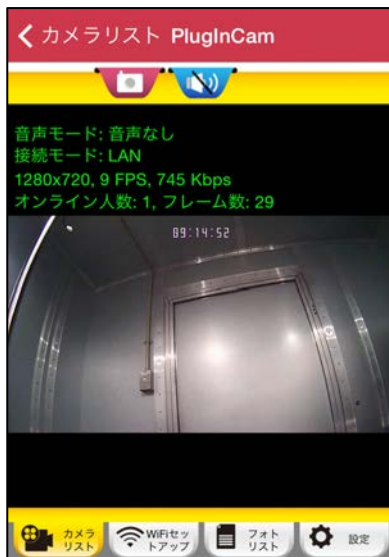 カメラリスト PlugInCam
音声モード: 音声なし
接続モード: LAN
1280x720, 9 FPS, 745 Kbps
オンライン人数: 1, フレーム数: 29
09:14:52
カメラ
リスト
WiFiセッ
トアップ
フォト
リスト
設定